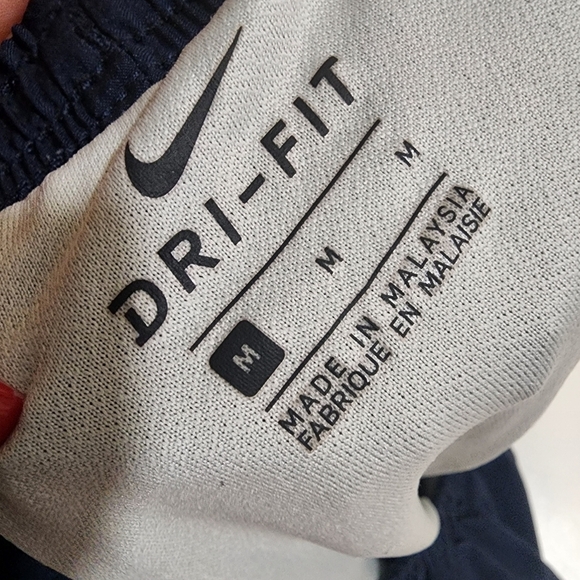 DRI-FIT
M M M
MADE IN MALAYSIA
FABRIQUE EN MALAISIE